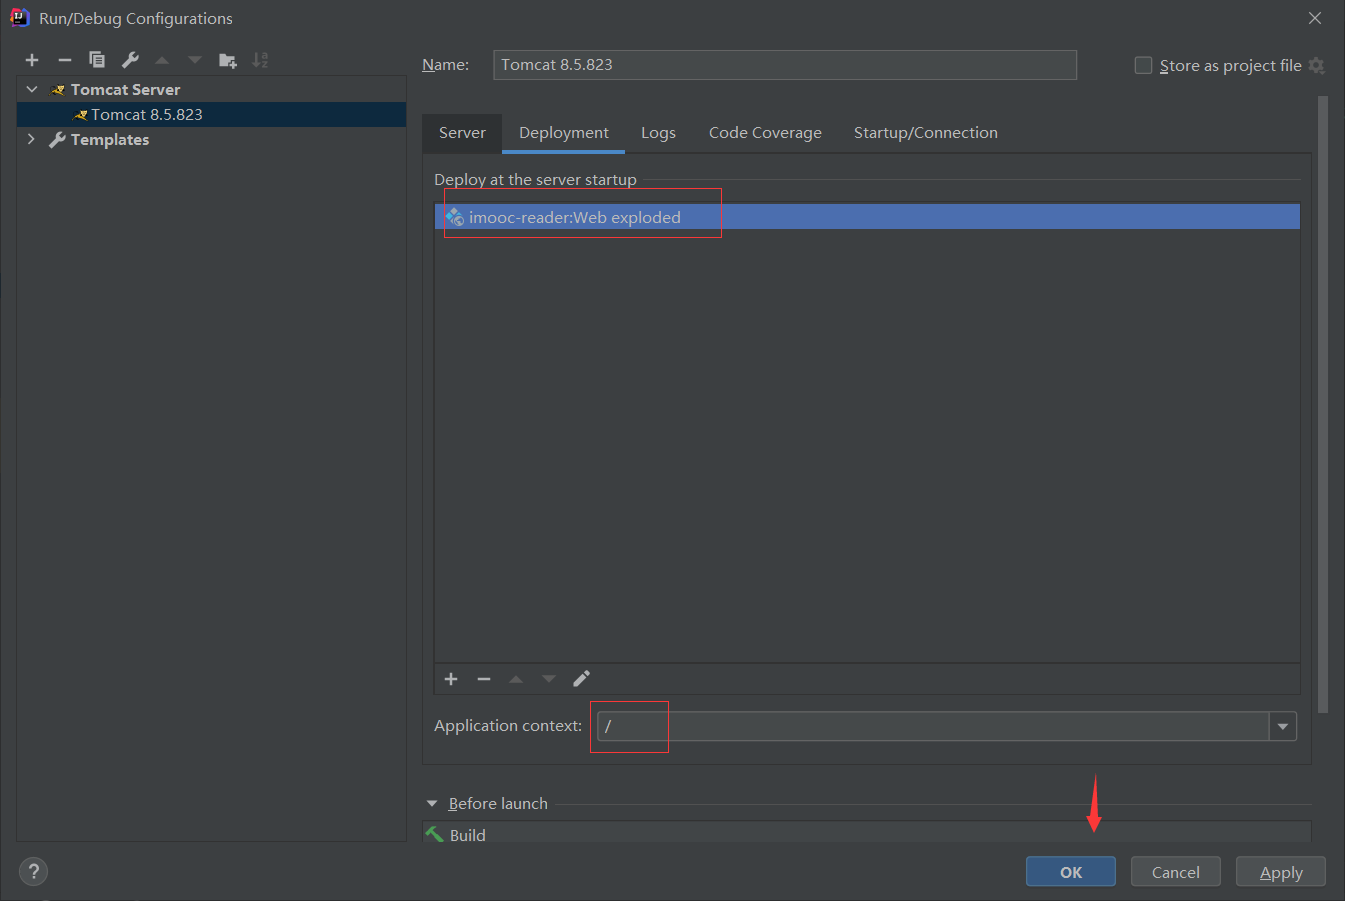 Run/Debug Configurations
Name: Tomcat 8.5.823 Store as project file
Tomcat Server
Tomcat 8.5.823
Templates
Server Deployment Logs Code Coverage Startup/Connection
Deploy at the server startup
imooc-reader:Web exploded
Application context: /
Before launch
Build
? OK Cancel Apply